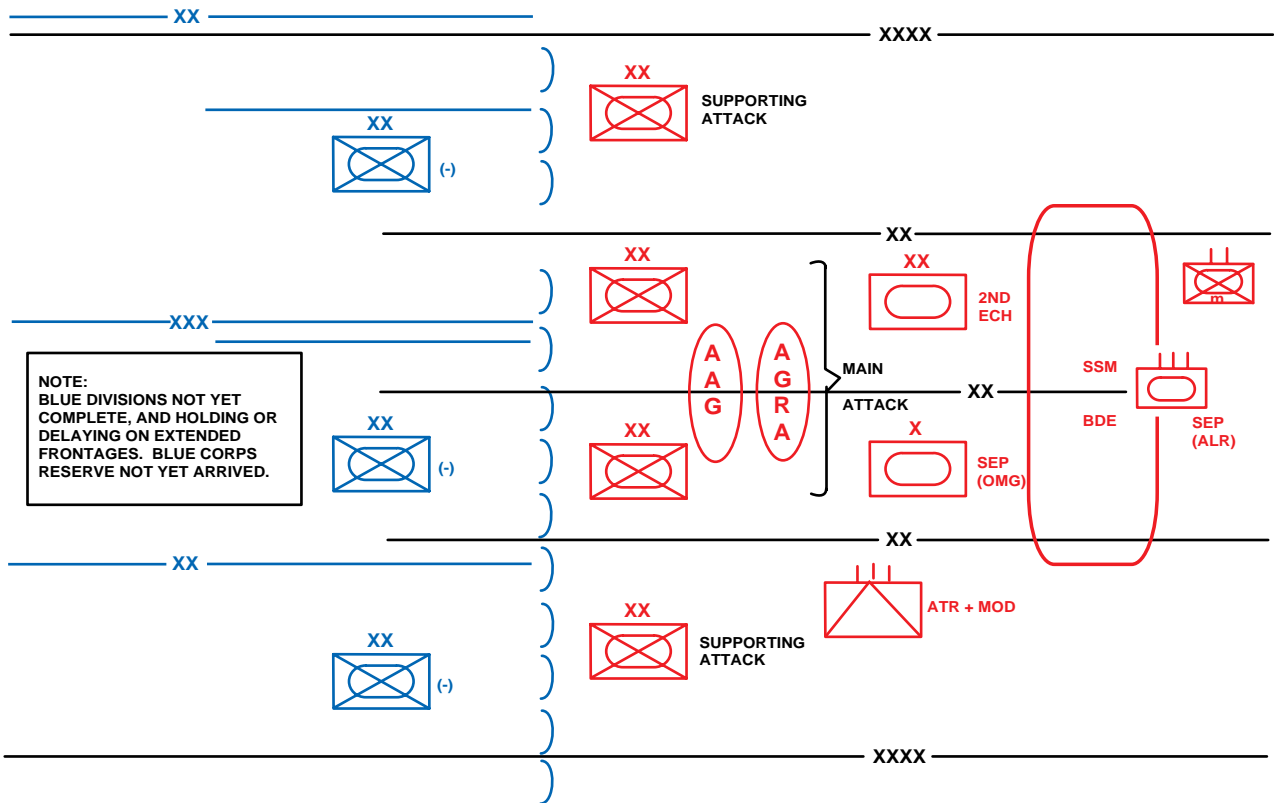 XX
XXXX
XX
SUPPORTING
ATTACK
XX
(-)
XX
XX
XX
2ND
ECH
m
XXX
A
A
G
A
G
R
A
MAIN
ATTACK
XX
SSM
BDE
SEP
(ALR)
NOTE:
BLUE DIVISIONS NOT YET
COMPLETE, AND HOLDING OR
DELAYING ON EXTENDED
FRONTAGES.  BLUE CORPS
RESERVE NOT YET ARRIVED.
XX
(-)
XX
X
SEP
(OMG)
XX
XX
ATR + MOD
XX
(-)
XX
SUPPORTING
ATTACK
XXXX